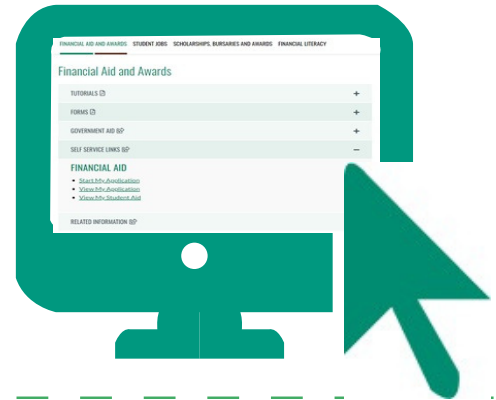 FINANCIAL AID AND AWARDS STUDENT JOBS SCHOLARSHIPS, BURSARIES AND AWARDS FINANCIAL LITERACY
Financial Aid and Awards
TUTORIALS
FORMS
GOVERNMENT AID
SELF SERVICE LINKS
FINANCIAL AID
Start My Application
View My Application
View My Student Aid
RELATED INFORMATION